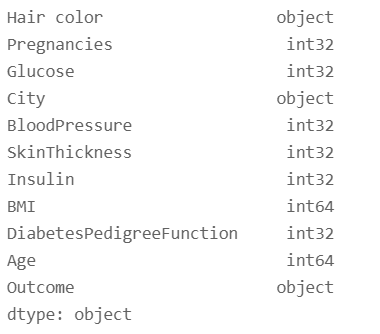 Hair color object
Pregnancies int32
Glucose int32
City object
BloodPressure int32
SkinThickness int32
Insulin int32
BMI int64
DiabetesPedigreeFunction int32
Age int64
Outcome object
dtype: object